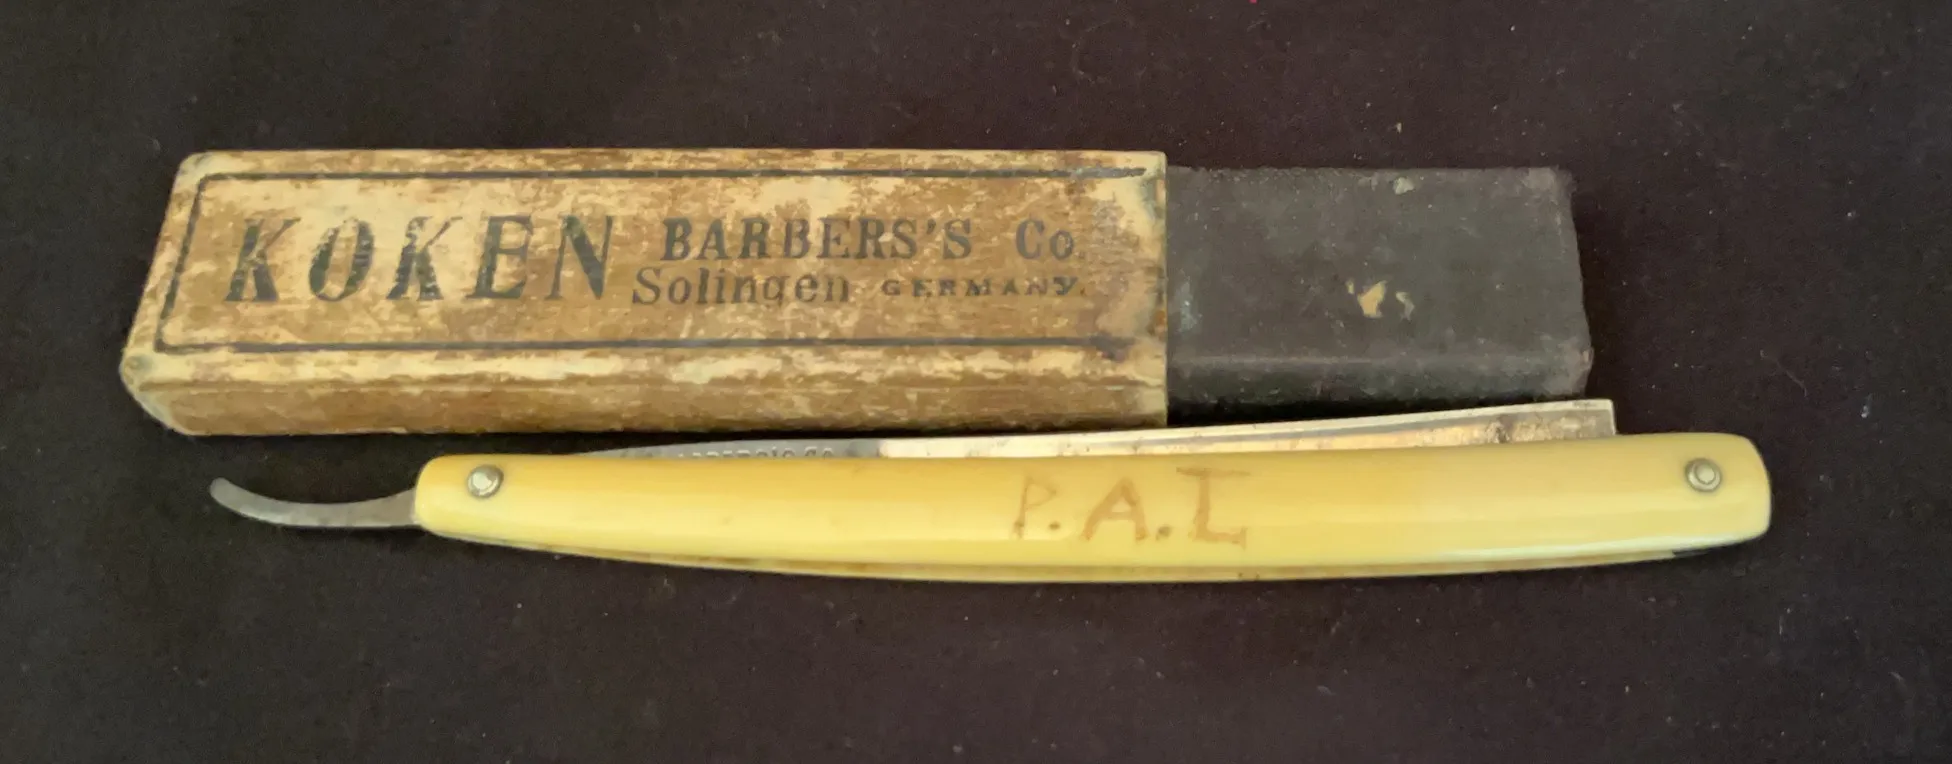 KOKEN BARBERS'S Co.
Solingen GERMANY.
P.A.L